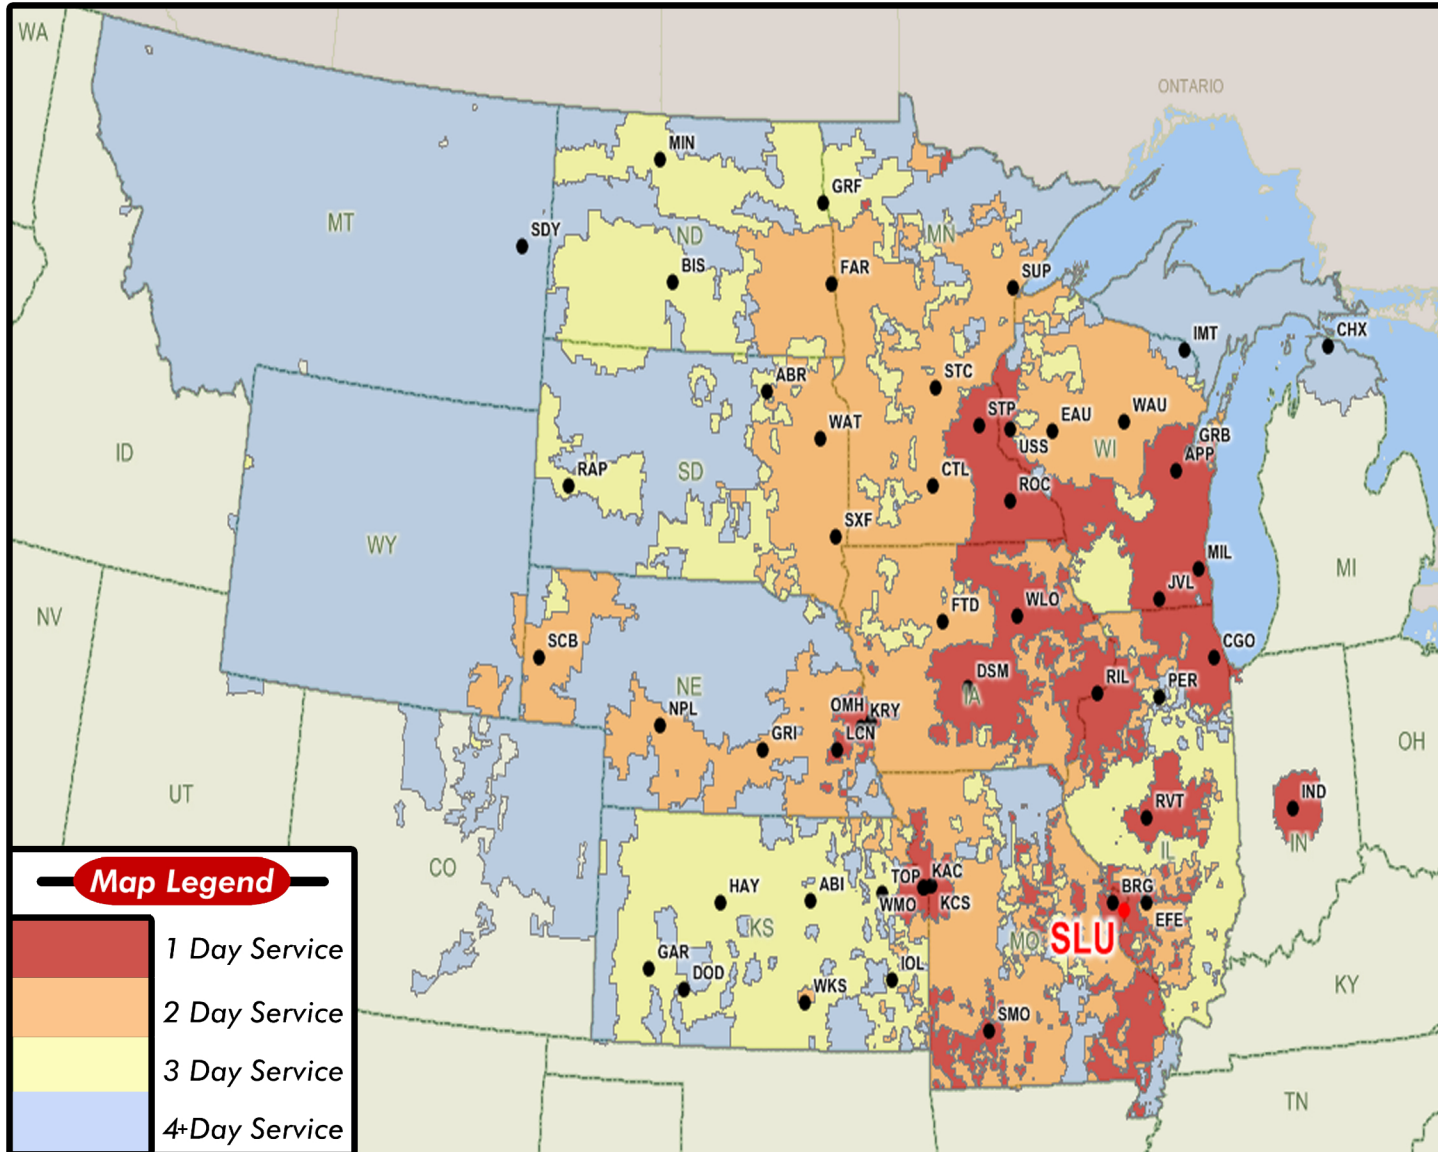 WA
ONTARIO
MIN
GRF
MT
SDY
ND
MN
BIS
FAR
SUP
CHX
IMT
ABR
STC
STP
EAU
WAU
WAT
USS
GRB
ID
WI
APP
RAP
SD
CTL
ROC
SXF
WY
MIL
MI
JVL
NV
FTD
WLO
SCB
CGO
DSM
RIL
PER
NE
IA
NPL
OMH
KRY
GRI
LCN
OH
UT
IND
RVT
IN
IL
CO
TOP
KAC
HAY
ABI
BRG
WMO
KCS
EFE
KS
MO
SLU
GAR
DOD
IOL
WKS
KY
SMO
TN
Map Legend
1 Day Service
2 Day Service
3 Day Service
4+Day Service